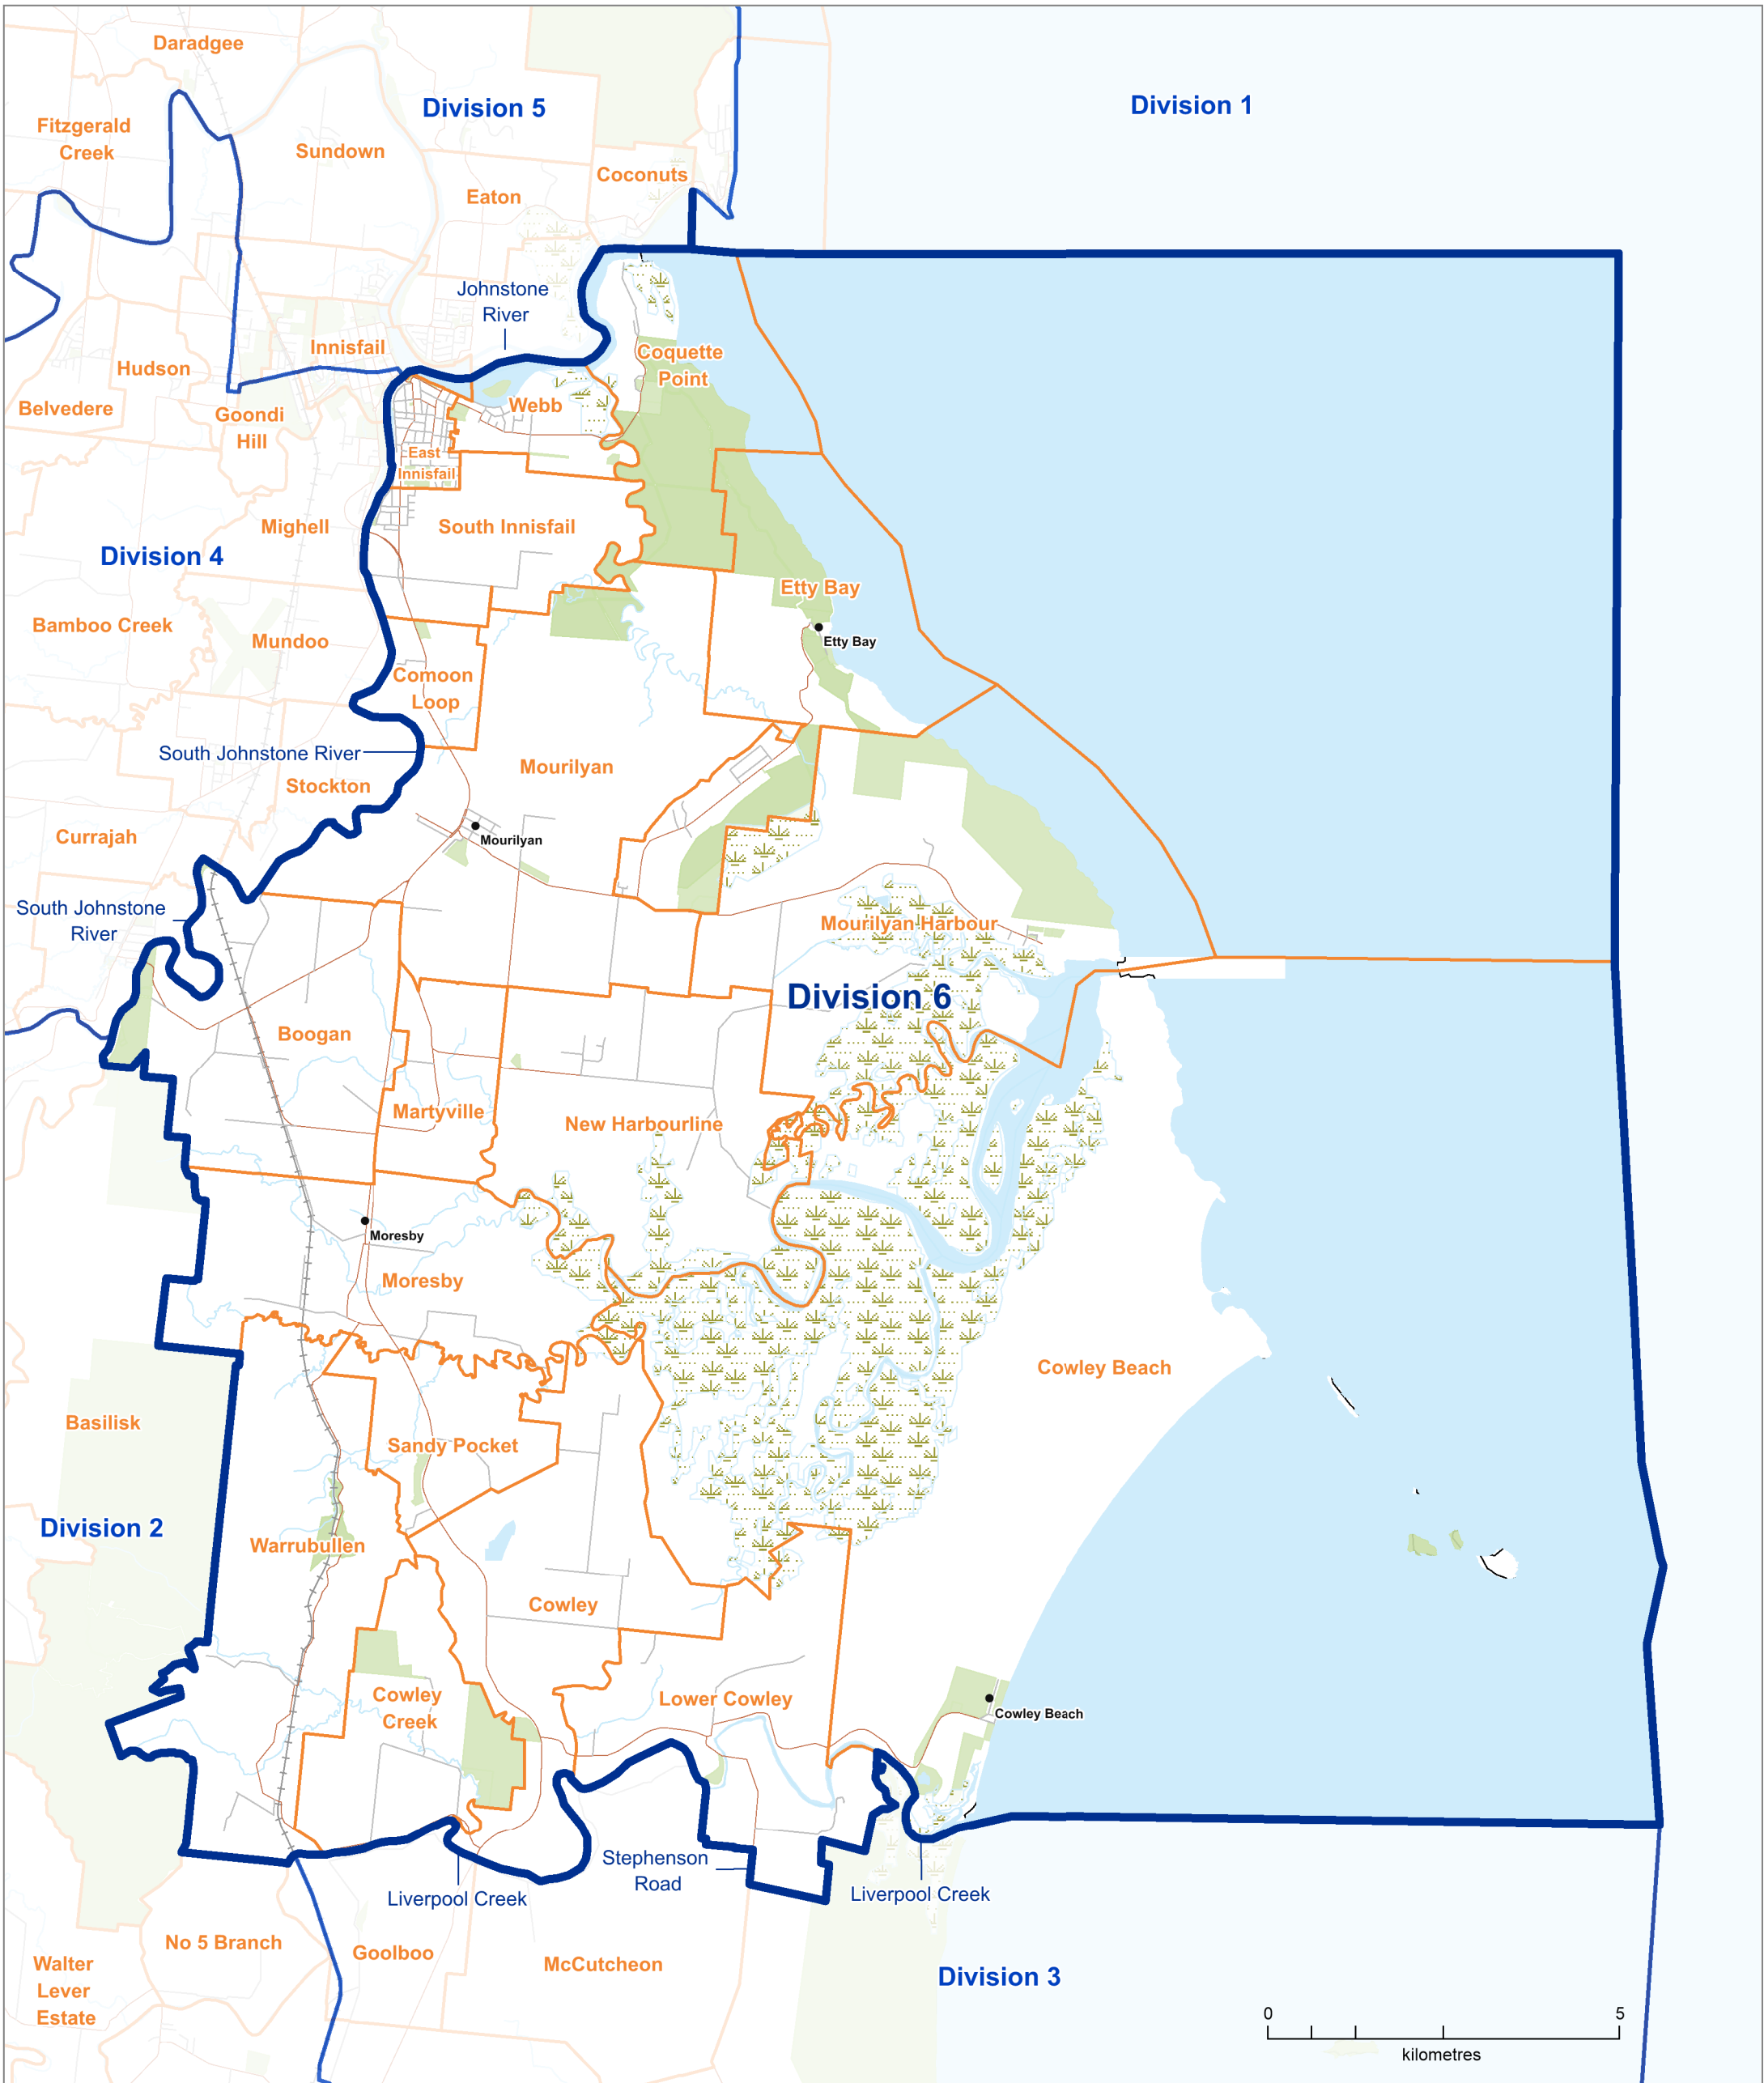 Daradgee
Division 5
Division 1
Fitzgerald
Creek
Sundown
Coconuts
Eaton
Johnstone
River
Innisfail
Coquette
Point
Hudson
Belvedere
Webb
Goondi
Hill
East
Innisfail
Mighell
South Innisfail
Division 4
Etty Bay
Etty Bay
Bamboo Creek
Mundoo
Comoon
Loop
South Johnstone River
Mourilyan
Stockton
Currajah
Mourilyan
South Johnstone
River
Mourilyan Harbour
Division 6
Boogan
Martyville
New Harbourline
Moresby
Moresby
Cowley Beach
Basilisk
Sandy Pocket
Division 2
Warrubullen
Cowley
Cowley
Creek
Lower Cowley
Cowley Beach
Stephenson
Road
Liverpool Creek
Liverpool Creek
No 5 Branch
Goolboo
McCutcheon
Walter
Lever
Estate
Division 3
0 5
kilometres